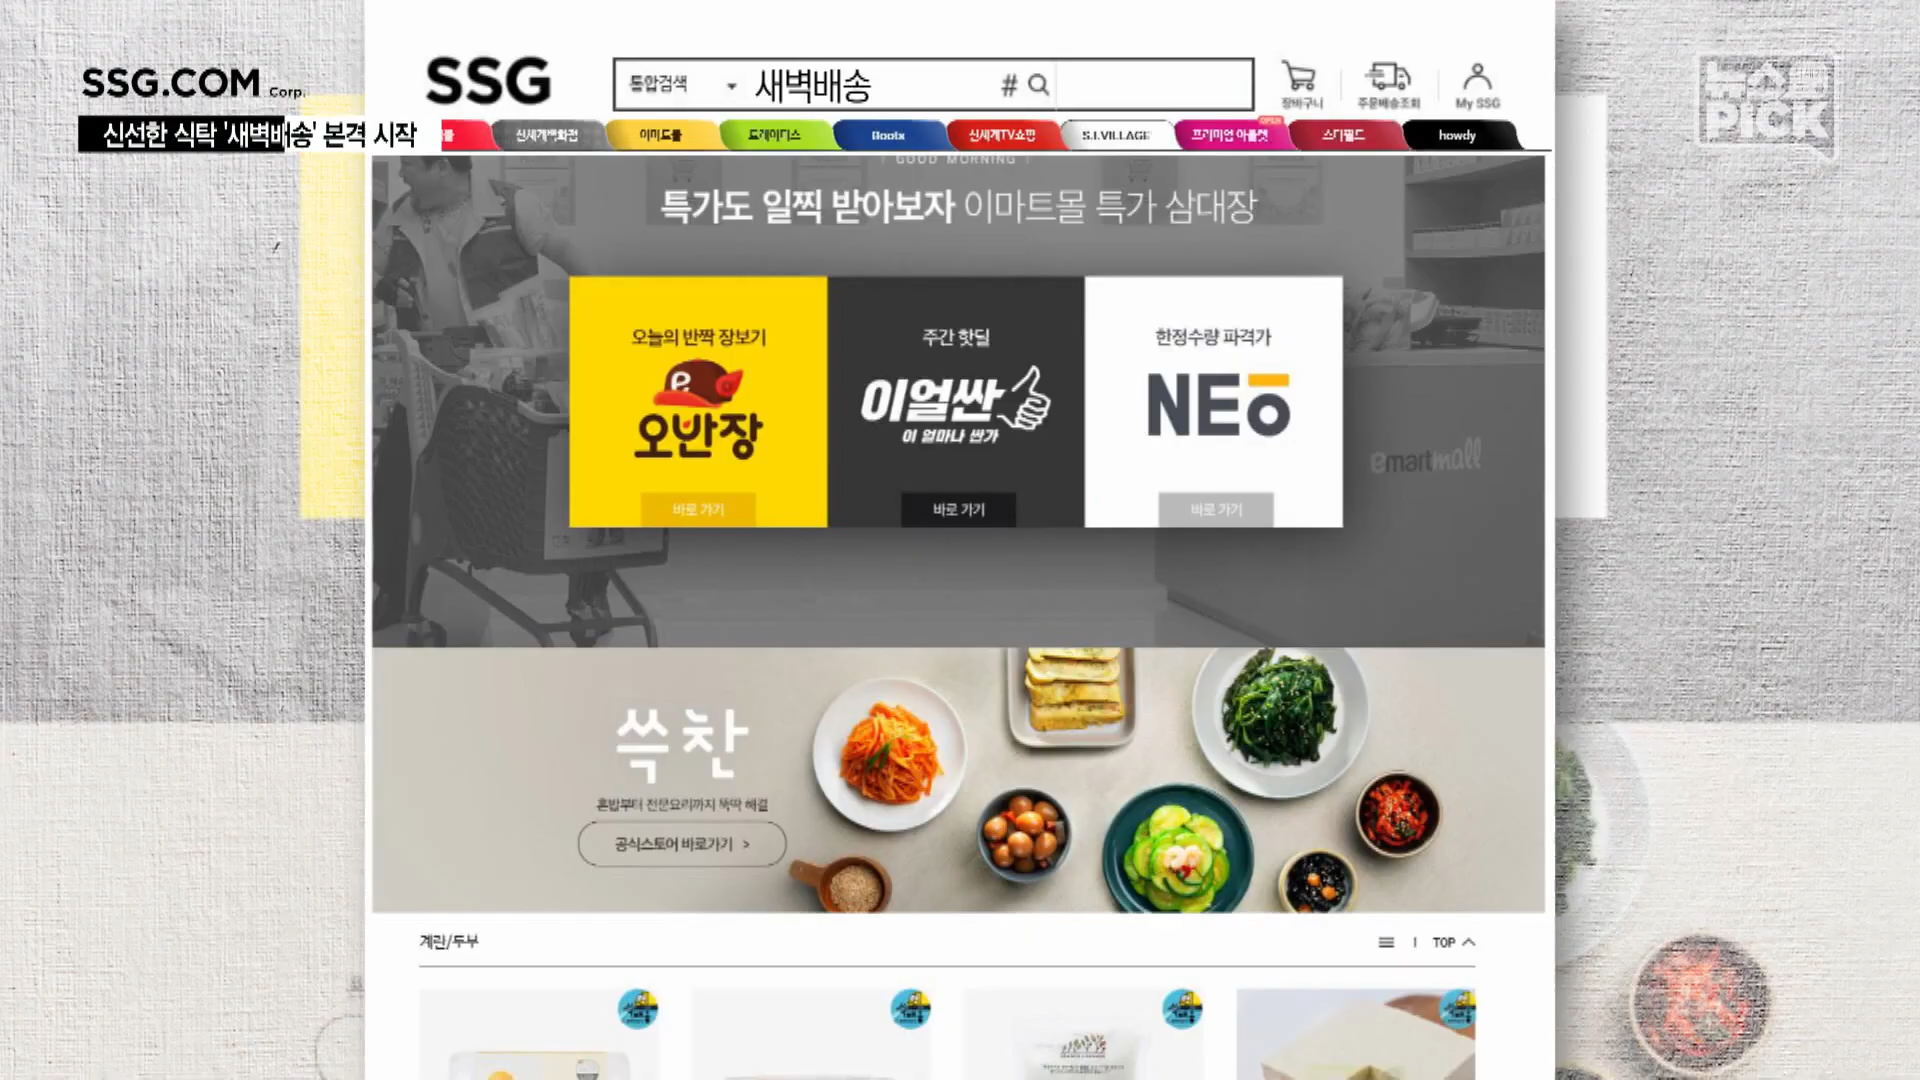 SSG.COM Corp.
신선한 식탁 '새벽배송' 본격 시작
뉴스룸
PICK
SSG
통합검색
새벽배송
#
장바구니
주문배송조회
My SSG
몰
신세계백화점
이마트몰
트레이더스
Boots
신세계TV쇼핑
S.I.VILLAGE
프리미엄 아울렛
OPEN
스타필드
howdy
GOOD MORNING
특가도 일찍 받아보자 이마트몰 특가 삼대장
오늘의 반짝 장보기
e
오반장
바로 가기
주간 핫딜
이얼싼
이 얼마나 싼가
바로 가기
한정수량 파격가
NEO
바로 가기
emartmall
쓱찬
혼밥부터 전문요리까지 뚝딱 해결
공식스토어 바로가기 >
계란/두부
TOP